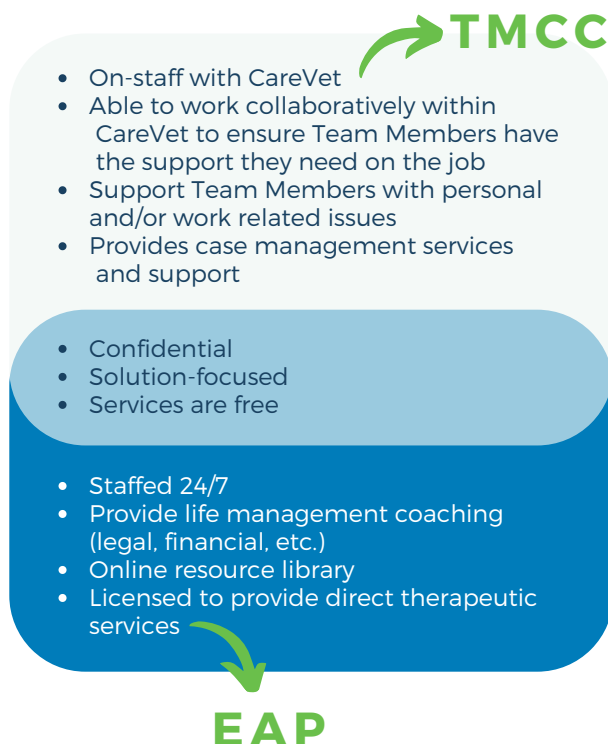 TMCC
• On-staff with CareVet
• Able to work collaboratively within
CareVet to ensure Team Members have
the support they need on the job
• Support Team Members with personal
and/or work related issues
• Provides case management services
and support
• Confidential
• Solution-focused
• Services are free
• Staffed 24/7
• Provide life management coaching
(legal, financial, etc.)
• Online resource library
• Licensed to provide direct therapeutic
services
EAP